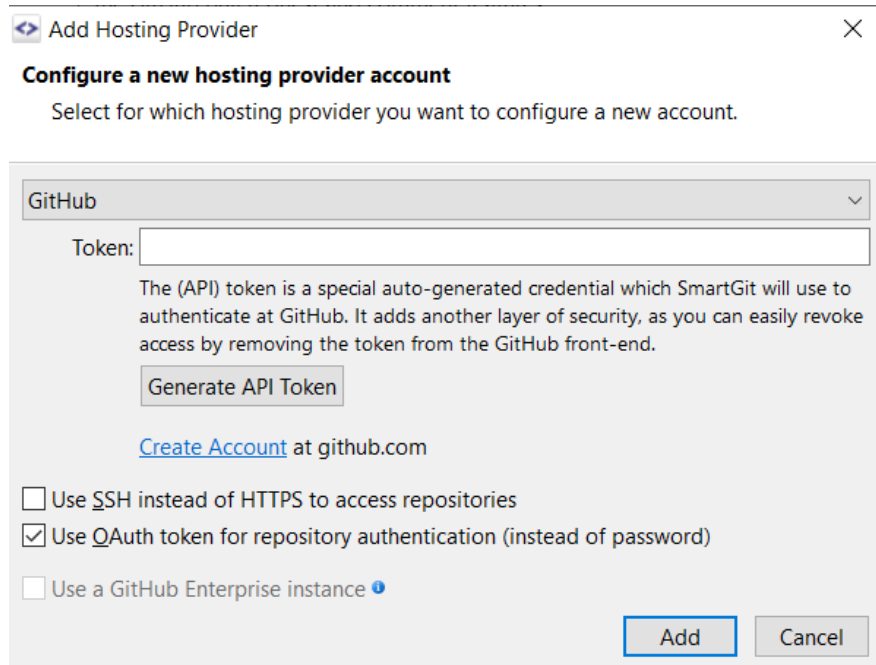 Add Hosting Provider
Configure a new hosting provider account
Select for which hosting provider you want to configure a new account.
GitHub
Token:
The (API) token is a special auto-generated credential which SmartGit will use to
authenticate at GitHub. It adds another layer of security, as you can easily revoke
access by removing the token from the GitHub front-end.
Generate API Token
Create Account at github.com
Use SSH instead of HTTPS to access repositories
Use OAuth token for repository authentication (instead of password)
Use a GitHub Enterprise instance
Add Cancel